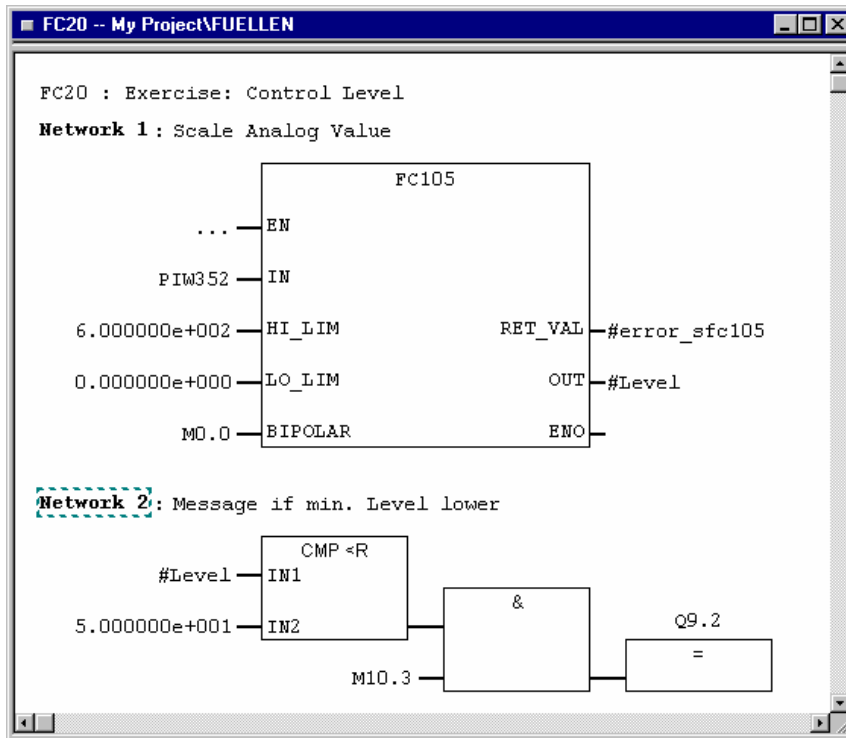 FC20 -- My Project\FUELLEN
FC20 : Exercise: Control Level
Network 1 : Scale Analog Value
FC105
... EN
PIW352 IN
6.000000e+002 HI_LIM RET_VAL #error_sfc105
0.000000e+000 LO_LIM OUT #Level
M0.0 BIPOLAR ENO
Network 2 : Message if min. Level lower
CMP <R
#Level IN1
& Q9.2
5.000000e+001 IN2
=
M10.3